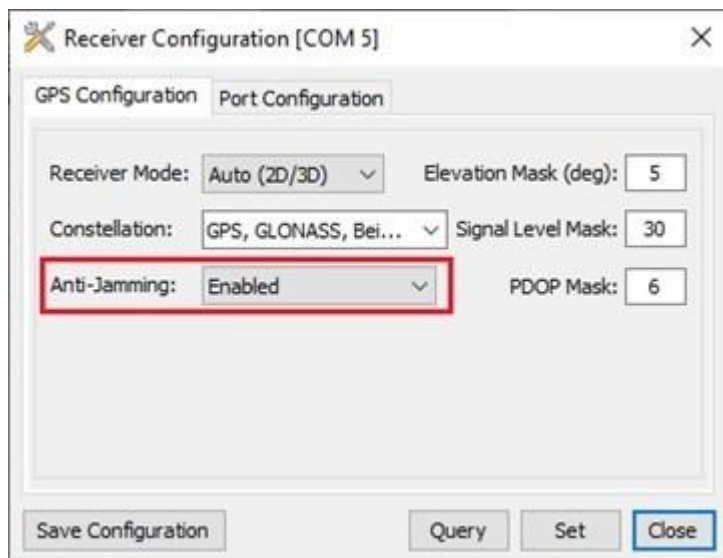 Receiver Configuration [COM 5]
GPS Configuration Port Configuration
Receiver Mode: Auto (2D/3D) Elevation Mask (deg): 5
Constellation: GPS, GLONASS, Bei... Signal Level Mask: 30
Anti-Jamming: Enabled PDOP Mask: 6
Save Configuration Query Set Close